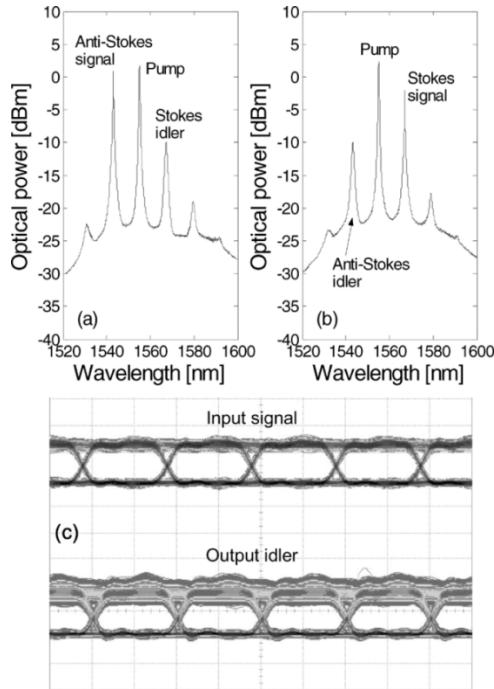 10
5
0
-5
-10
-15
-20
-25
-30
-35
-40
Optical power [dBm]
Anti-Stokes
signal
Pump
Stokes
idler
(a)
1520 1540 1560 1580 1600
Wavelength [nm]
10
5
0
-5
-10
-15
-20
-25
-30
-35
-40
Optical power [dBm]
Pump
Stokes
signal
Anti-Stokes
idler
(b)
1520 1540 1560 1580 1600
Wavelength [nm]
Input signal
(c)
Output idler